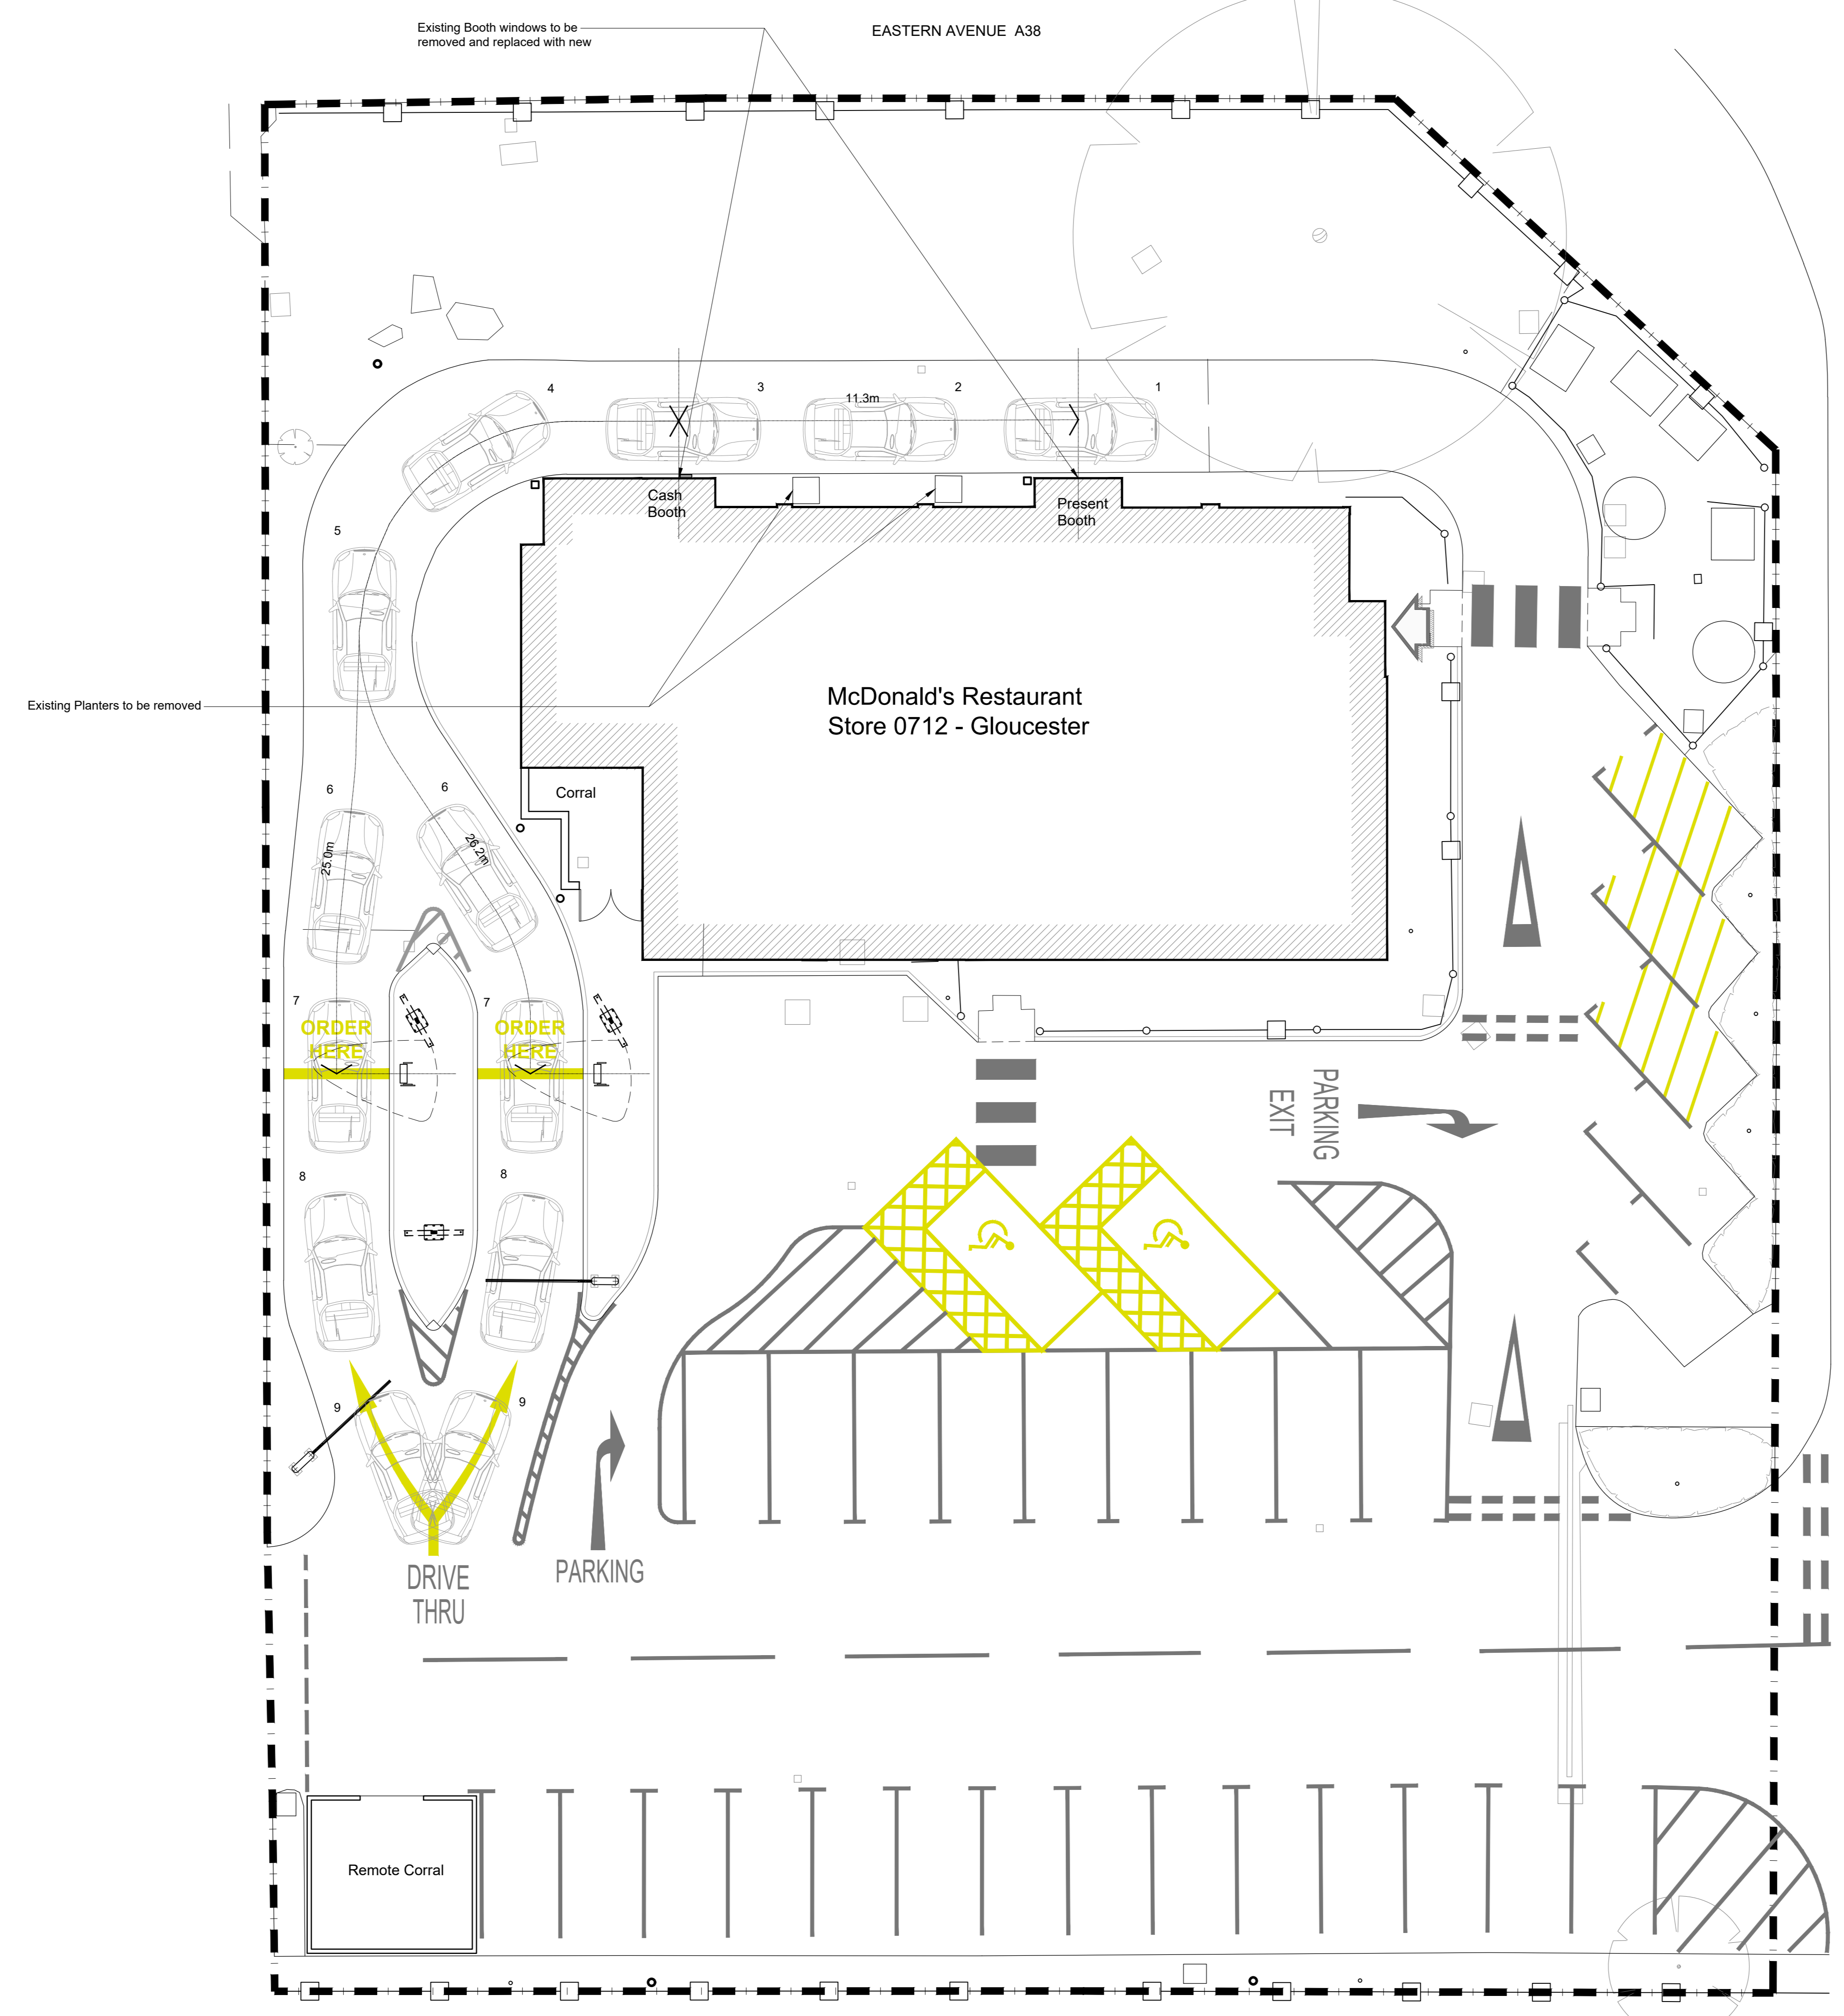 Existing Booth windows to be
removed and replaced with new
EASTERN AVENUE A38
4
3
2
1
11.3m
Cash
Booth
Present
Booth
5
McDonald's Restaurant
Store 0712 - Gloucester
Existing Planters to be removed
6
6
Corral
25.0m
26.2m
7
7
ORDER
HERE
ORDER
HERE
PARKING
EXIT
8
8
9
9
DRIVE
THRU
PARKING
Remote Corral